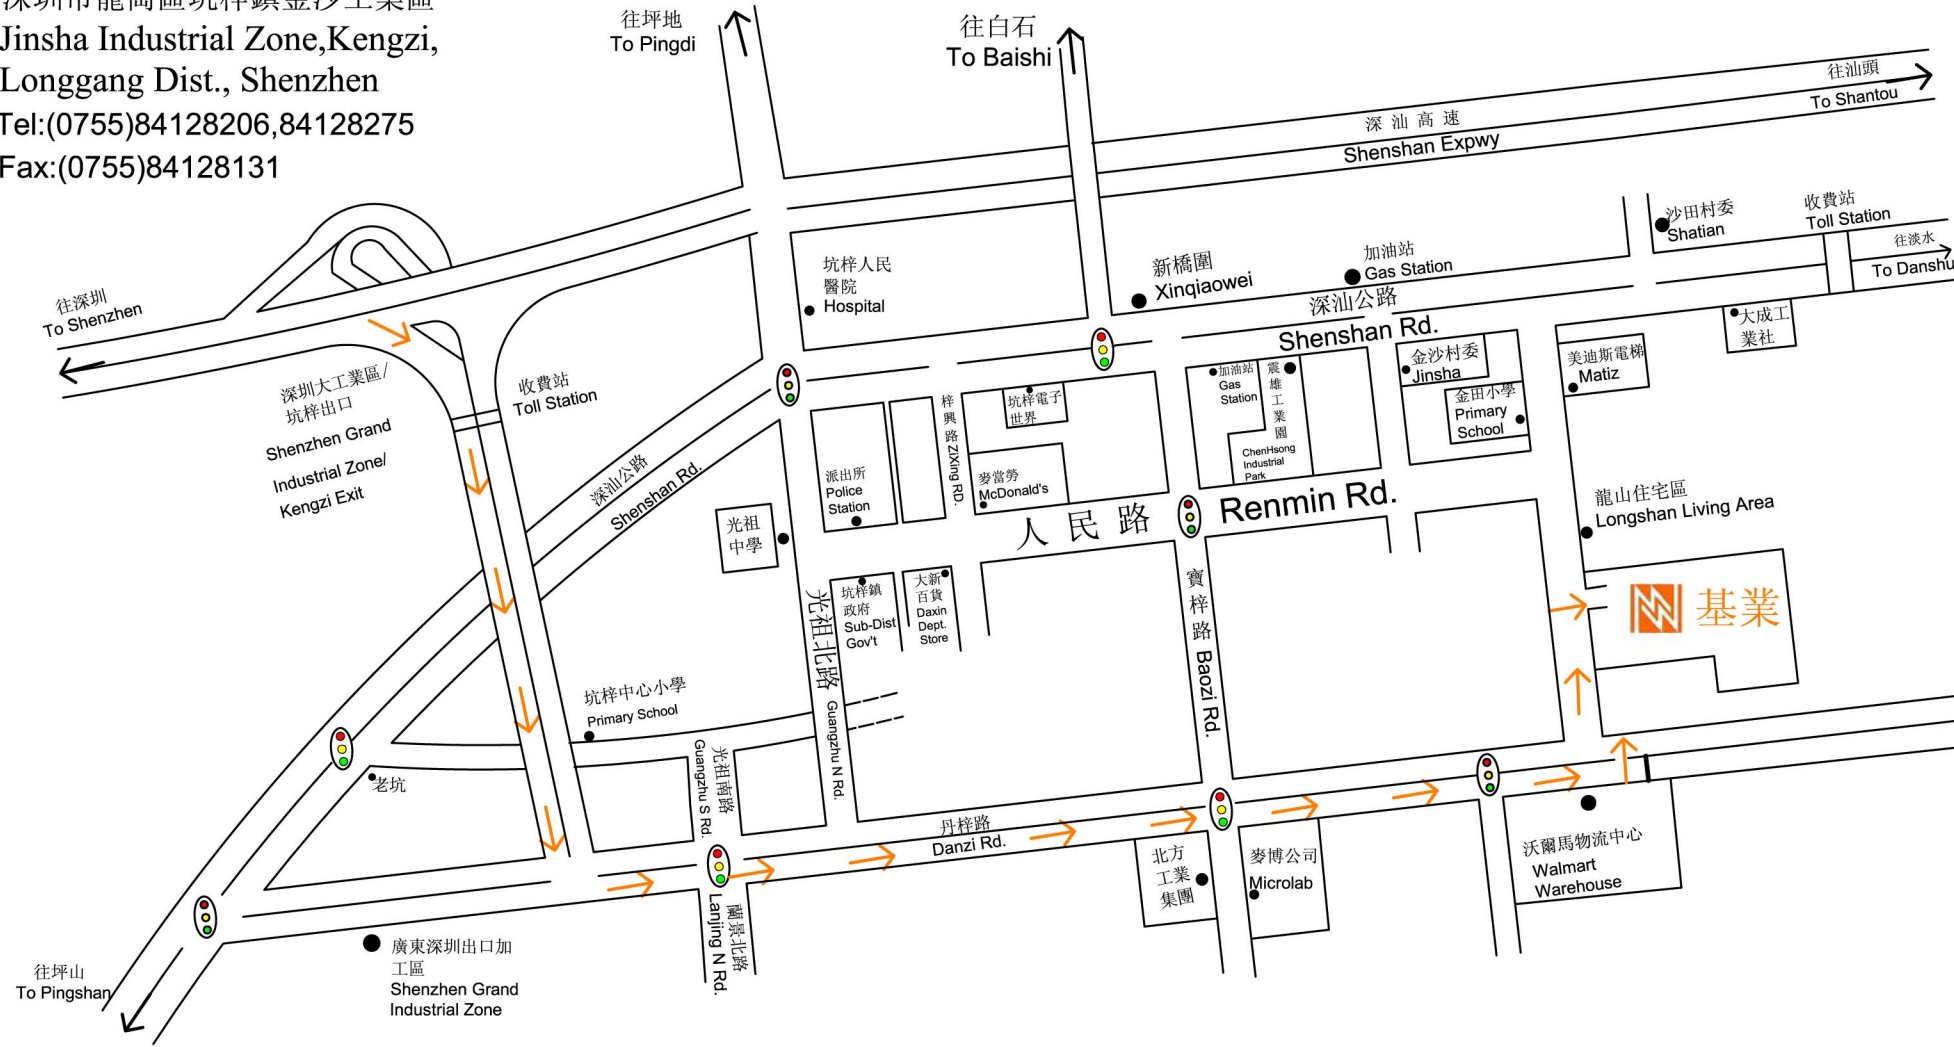 深圳市龍崗區坑梓鎮金沙工業區
Jinsha Industrial Zone,Kengzi,
Longgang Dist., Shenzhen
Tel:(0755)84128206,84128275
Fax:(0755)84128131
往坪地
To Pingdi
往白石
To Baishi
往汕頭
To Shantou
深汕高速
Shenshan Expwy
往深圳
To Shenzhen
深圳大工業區/
坑梓出口
Shenzhen Grand
Industrial Zone/
Kengzi Exit
收費站
Toll Station
坑梓人民
醫院
Hospital
新橋圍
Xinqiaowei
加油站
Gas Station
沙田村委
Shatian
收費站
Toll Station
往淡水
To Danshu
深汕公路
Shenshan Rd.
大成工
業社
美迪斯電梯
Matiz
金沙村委
Jinsha
金田小學
Primary
School
加油站
Gas
Station
震雄工業園
ChenHsong
Industrial
Park
坑梓電子
世界
梓興路 ZiXing RD.
麥當勞
McDonald's
派出所
Police
Station
深汕公路
Shenshan Rd.
光祖
中學
人民路 Renmin Rd.
龍山住宅區
Longshan Living Area
基業
坑梓鎮
政府
Sub-Dist
Gov't
大新
百貨
Daxin
Dept.
Store
光祖北路 Guangzhu N Rd.
寶梓路 Baozi Rd.
坑梓中心小學
Primary School
光祖南路
Guangzhu S Rd.
老坑
丹梓路
Danzi Rd.
北方
工業
集團
麥博公司
Microlab
沃爾馬物流中心
Walmart
Warehouse
蘭景北路
Lanjing N Rd.
廣東深圳出口加
工區
Shenzhen Grand
Industrial Zone
往坪山
To Pingshan